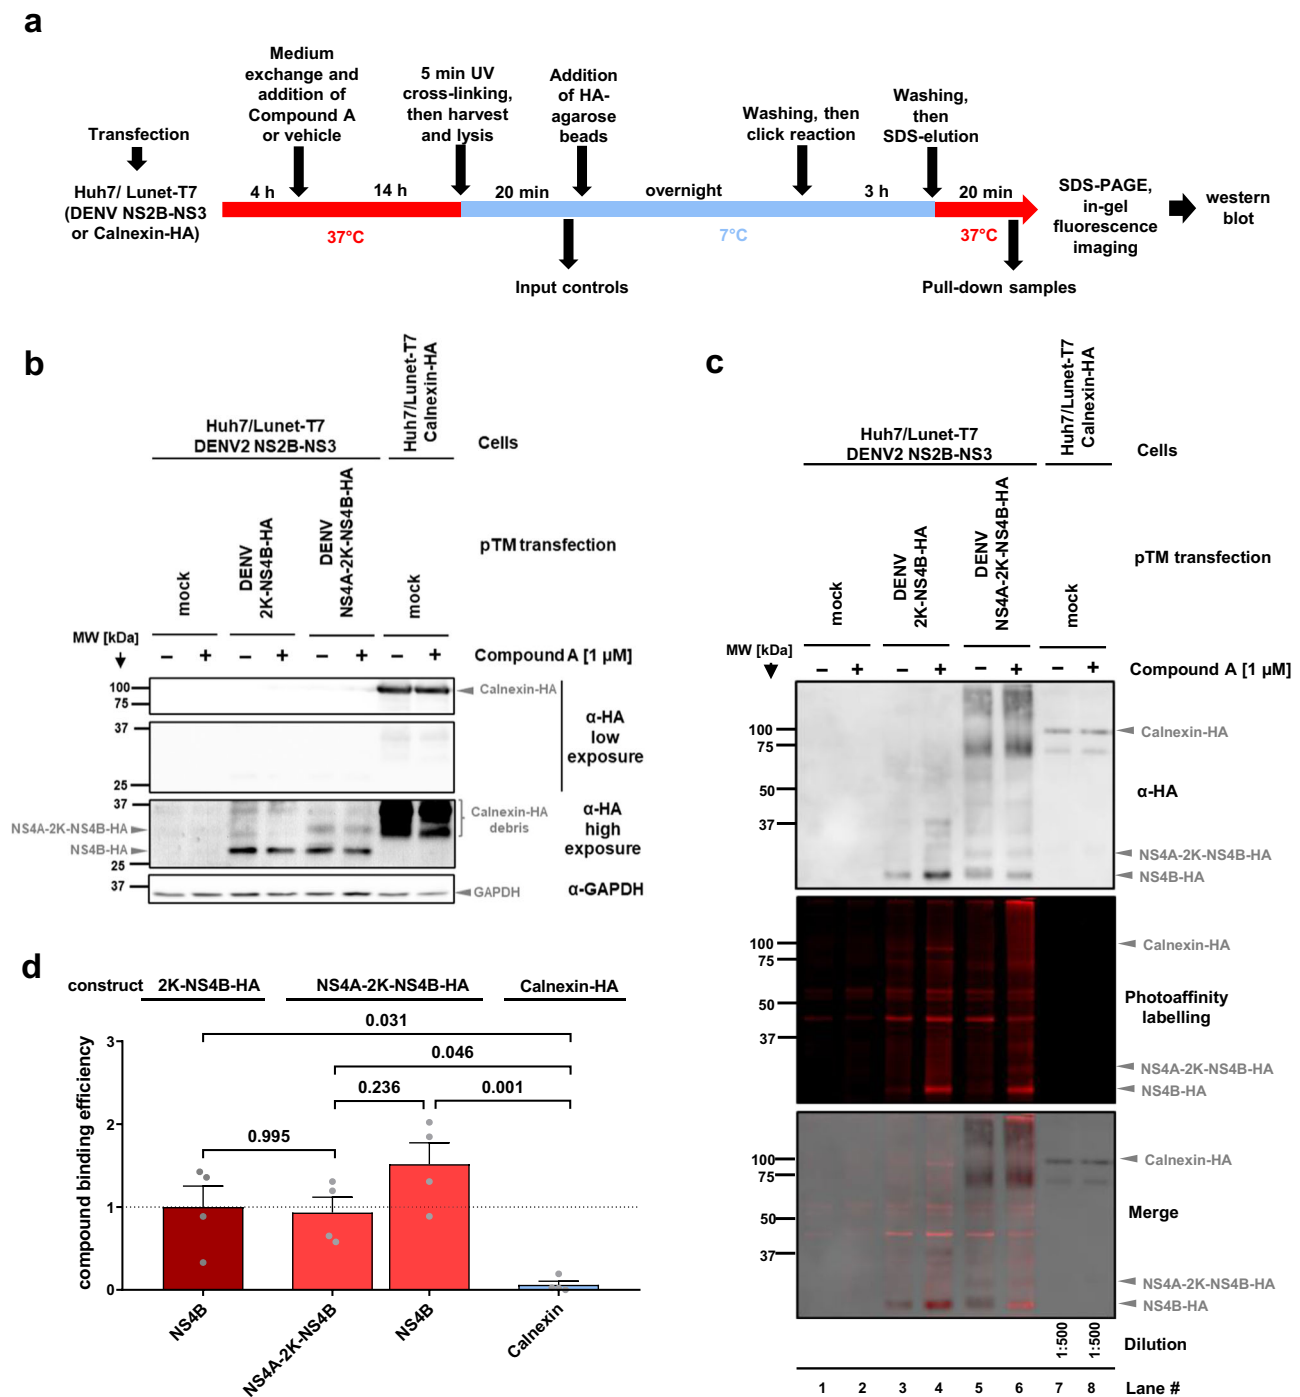 a
Transfection
Medium
exchange and
addition of
Compound A
or vehicle
5 min UV
cross-linking,
then harvest
and lysis
Addition
of HA-
agarose
beads
Washing, then
click reaction
Washing,
then
SDS-elution
Huh7/ Lunet-T7
(DENV NS2B-NS3
or Calnexin-HA)
4 h
14 h
20 min
overnight
3 h
20 min
37°C
7°C
37°C
Input controls
Pull-down samples
SDS-PAGE,
in-gel
fluorescence
imaging
western
blot
b
Huh7/Lunet-T7
DENV2 NS2B-NS3
Huh7/Lunet-T7
Calnexin-HA
Cells
mock
DENV
2K-NS4B-HA
DENV
NS4A-2K-NS4B-HA
mock
pTM transfection
MW [kDa]
– + – + – + – +
Compound A [1 µM]
100
75
Calnexin-HA
37
25
α-HA
low
exposure
37
25
NS4A-2K-NS4B-HA
NS4B-HA
Calnexin-HA
debris
α-HA
high
exposure
37
GAPDH
α-GAPDH
c
Huh7/Lunet-T7
DENV2 NS2B-NS3
Huh7/Lunet-T7
Calnexin-HA
Cells
mock
DENV
2K-NS4B-HA
DENV
NS4A-2K-NS4B-HA
mock
pTM transfection
MW [kDa]
– + – + – + – +
Compound A [1 µM]
100
75
50
37
Calnexin-HA
α-HA
NS4A-2K-NS4B-HA
NS4B-HA
100
75
50
37
Calnexin-HA
Photoaffinity
labelling
NS4A-2K-NS4B-HA
NS4B-HA
100
75
50
37
Calnexin-HA
Merge
NS4A-2K-NS4B-HA
NS4B-HA
1:500
1:500
Dilution
1 2 3 4 5 6 7 8 Lane #
d
construct 2K-NS4B-HA NS4A-2K-NS4B-HA Calnexin-HA
compound binding efficiency
3
2
1
0
0.031
0.046
0.236
0.001
0.995
NS4B
NS4A-2K-NS4B
NS4B
Calnexin